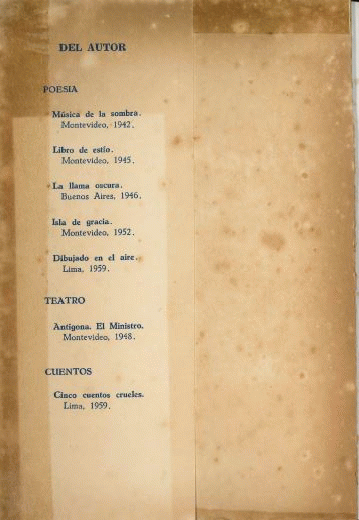 DEL AUTOR
POESIA
Música de la sombra.
Montevideo, 1942.
Libro de estío.
Montevideo, 1945.
La llama oscura.
Buenos Aires, 1946.
Isla de gracia.
Montevideo, 1952.
Dibujado en el aire.
Lima, 1959.
TEATRO
Antígona. El Ministro.
Montevideo, 1948.
CUENTOS
Cinco cuentos crueles.
Lima, 1959.